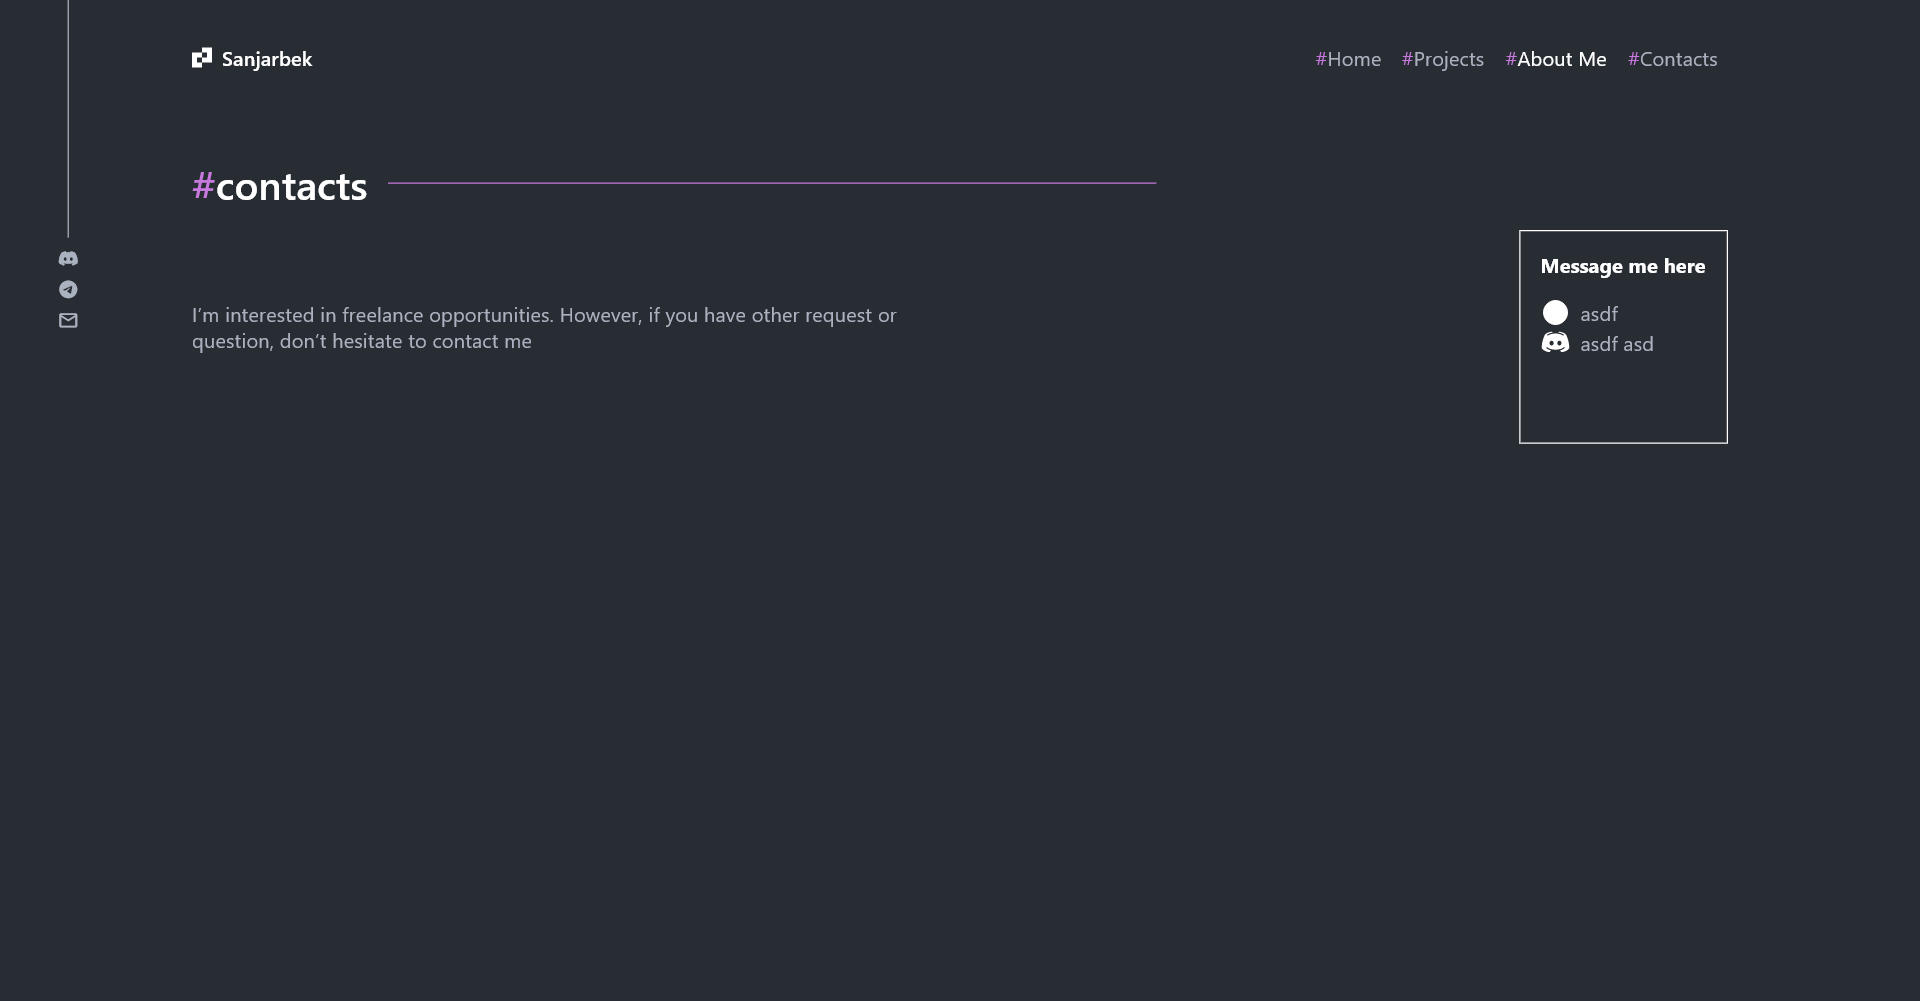 Sanjarbek
#Home #Projects #About Me #Contacts
#contacts
I’m interested in freelance opportunities. However, if you have other request or
question, don’t hesitate to contact me
Message me here
asdf
asdf asd